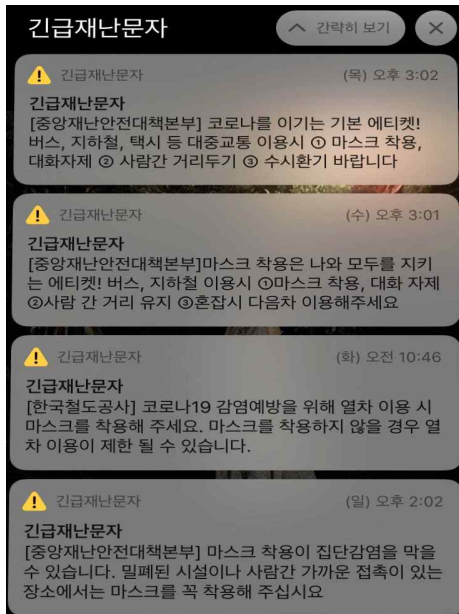 긴급재난문자
간략히 보기
긴급재난문자
(목) 오후 3:02
긴급재난문자
[중앙재난안전대책본부] 코로나를 이기는 기본 에티켓!
버스, 지하철, 택시 등 대중교통 이용시 ① 마스크 착용,
대화자제 ② 사람간 거리두기 ③ 수시환기 바랍니다
긴급재난문자
(수) 오후 3:01
긴급재난문자
[중앙재난안전대책본부]마스크 착용은 나와 모두를 지키
는 에티켓! 버스, 지하철 이용시 ①마스크 착용, 대화 자제
②사람 간 거리 유지 ③혼잡시 다음차 이용해주세요
긴급재난문자
(화) 오전 10:46
긴급재난문자
[한국철도공사] 코로나19 감염예방을 위해 열차 이용 시
마스크를 착용해 주세요. 마스크를 착용하지 않을 경우 열
차 이용이 제한 될 수 있습니다.
긴급재난문자
(일) 오후 2:02
긴급재난문자
[중앙재난안전대책본부] 마스크 착용이 집단감염을 막을
수 있습니다. 밀폐된 시설이나 사람간 가까운 접촉이 있는
장소에서는 마스크를 꼭 착용해 주십시요